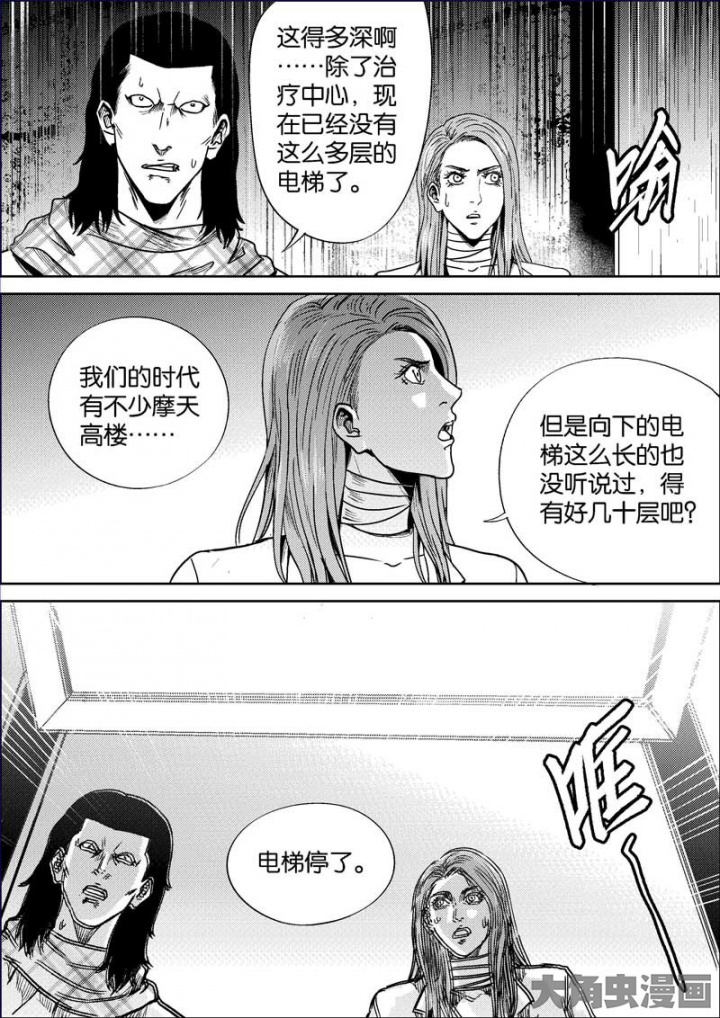 这得多深啊
……除了治
疗中心，现
在已经没有
这么多层的
电梯了。
嗡
我们的时代
有不少摩天
高楼……
但是向下的电
梯这么长的也
没听说过，得
有好几十层吧？
电梯停了。
大角虫漫画